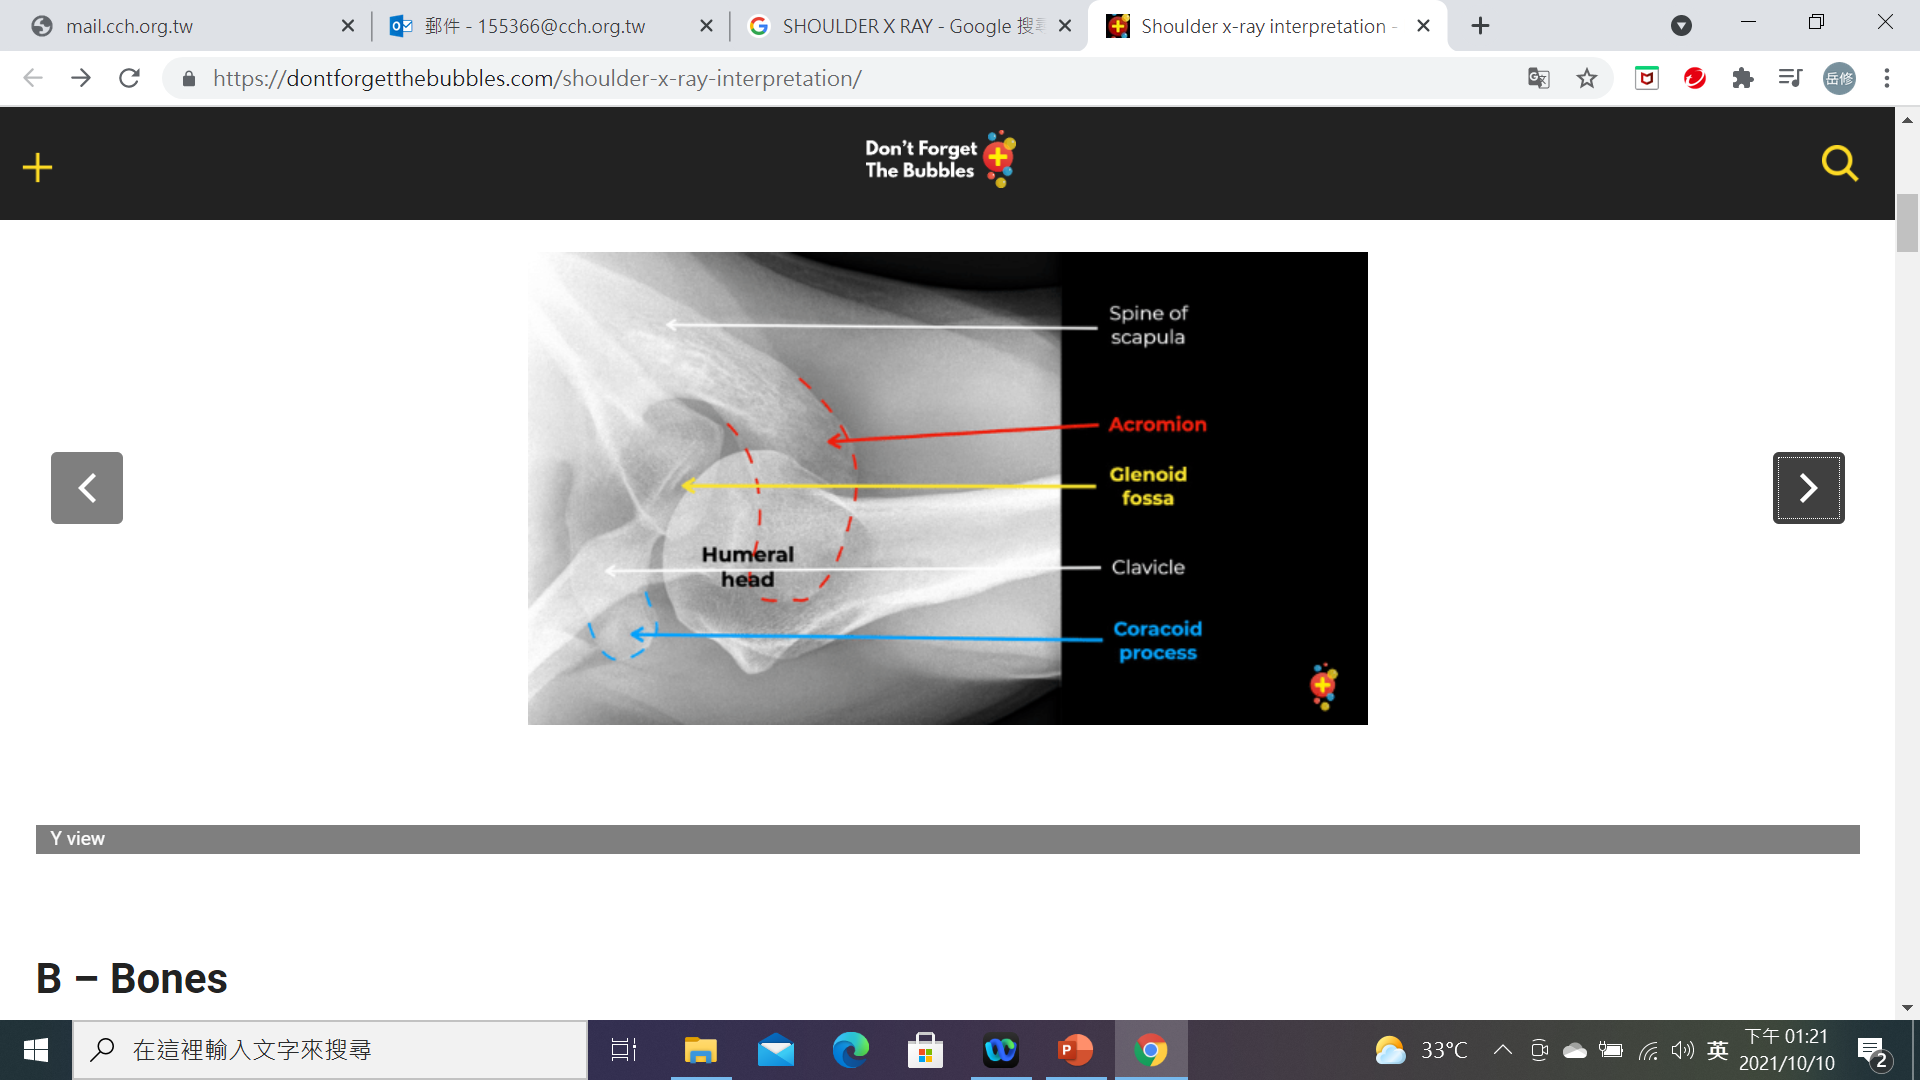 mail.cch.org.tw
郵件 - 155366@cch.org.tw
SHOULDER X RAY - Google 搜
Shoulder x-ray interpretation -
https://dontforgetthebubbles.com/shoulder-x-ray-interpretation/
岳修
Don't Forget
The Bubbles
Spine of
scapula
Acromion
Glenoid
fossa
Humeral
head
Clavicle
Coracoid
process
Y view
B – Bones
在這裡輸入文字來搜尋
33°C
英
下午 01:21
2021/10/10
2